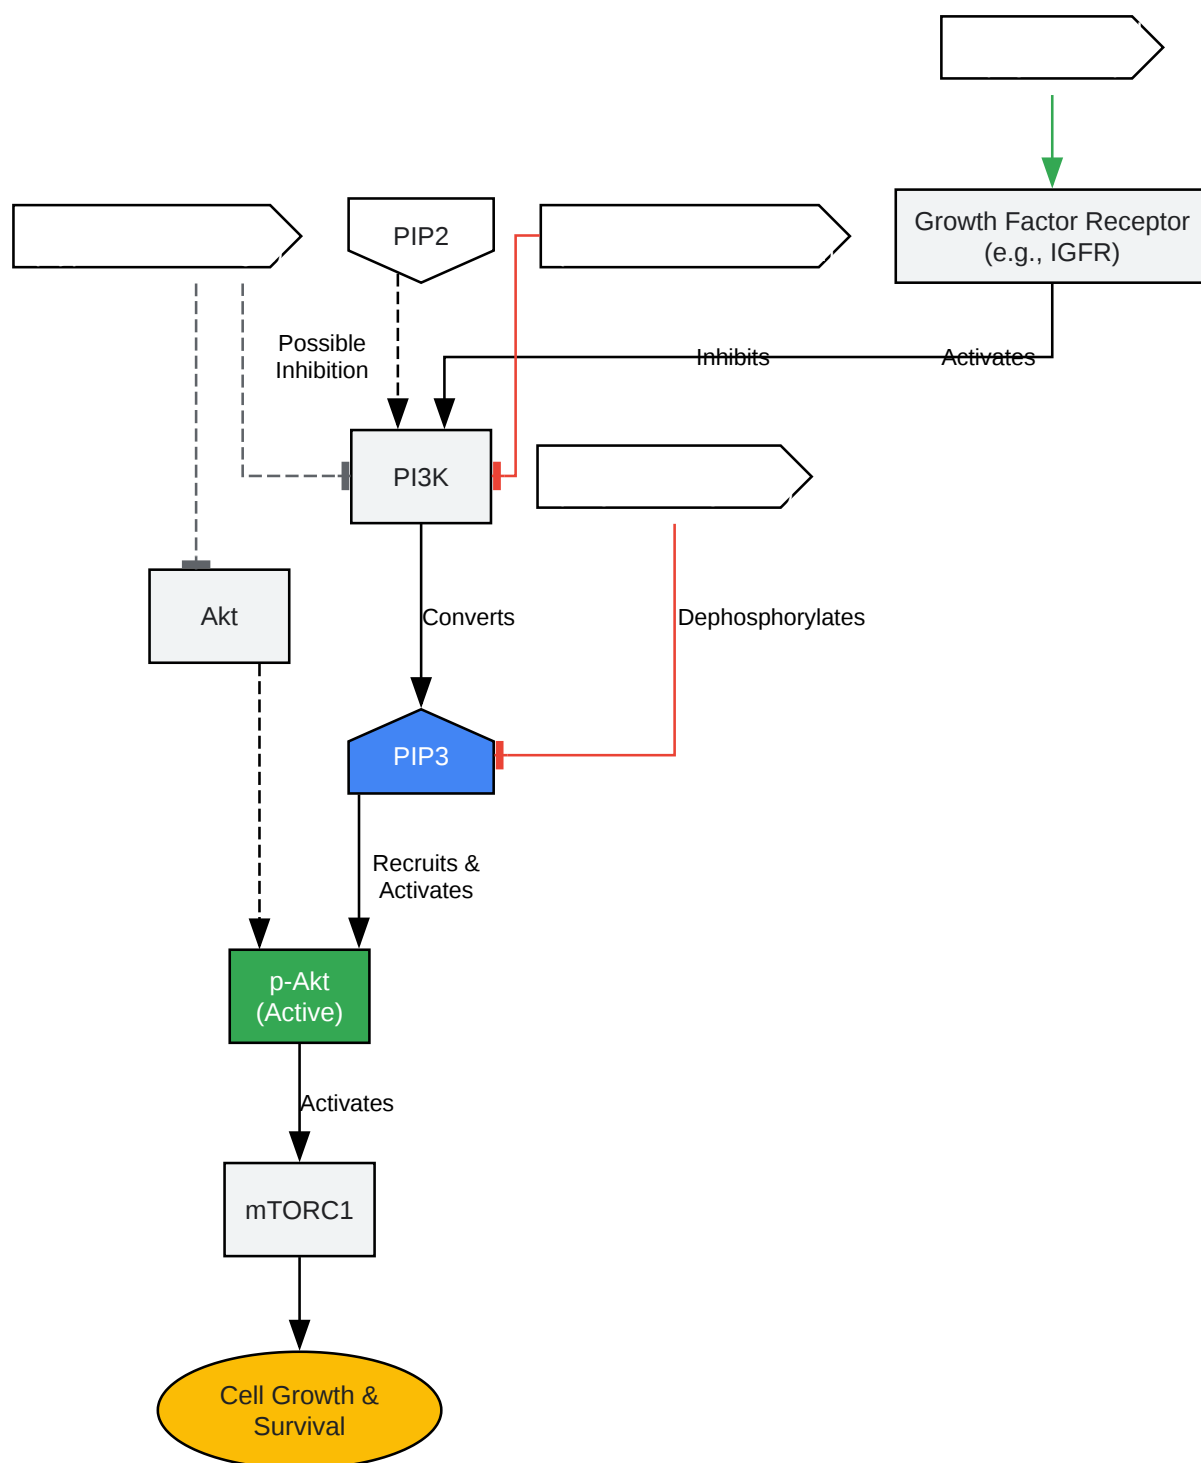 PIP2
Growth Factor Receptor
(e.g., IGFR)
Possible
Inhibition
Inhibits
Activates
PI3K
Akt
Converts
Dephosphorylates
PIP3
Recruits &
Activates
p-Akt
(Active)
Activates
mTORC1
Cell Growth &
Survival